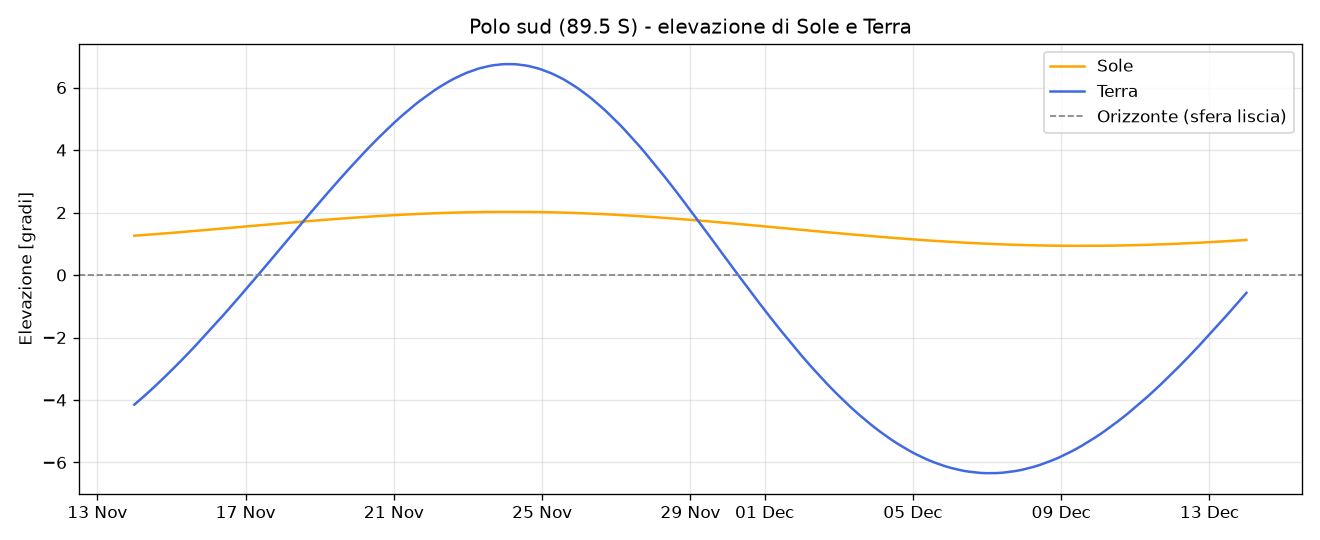 Polo sud (89.5 S) - elevazione di Sole e Terra
Sole
Terra
Orizzonte (sfera liscia)
Elevazione [gradi]
6
4
2
0
−2
−4
−6
13 Nov
17 Nov
21 Nov
25 Nov
29 Nov
01 Dec
05 Dec
09 Dec
13 Dec